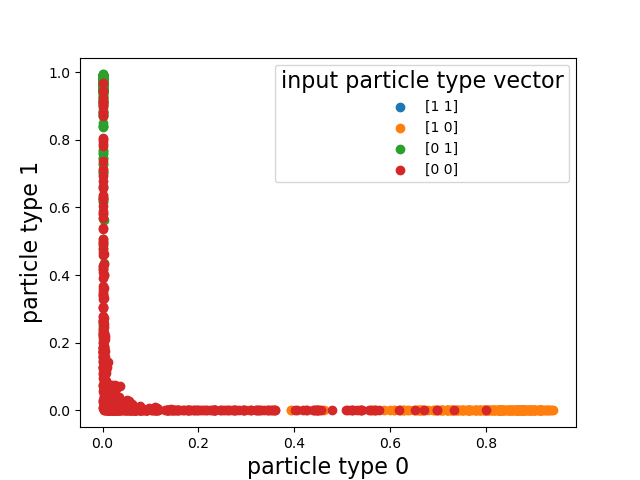 input particle type vector
[1 1]
[1 0]
[0 1]
[0 0]
particle type 1
1.0
0.8
0.6
0.4
0.2
0.0
0.0 0.2 0.4 0.6 0.8
particle type 0